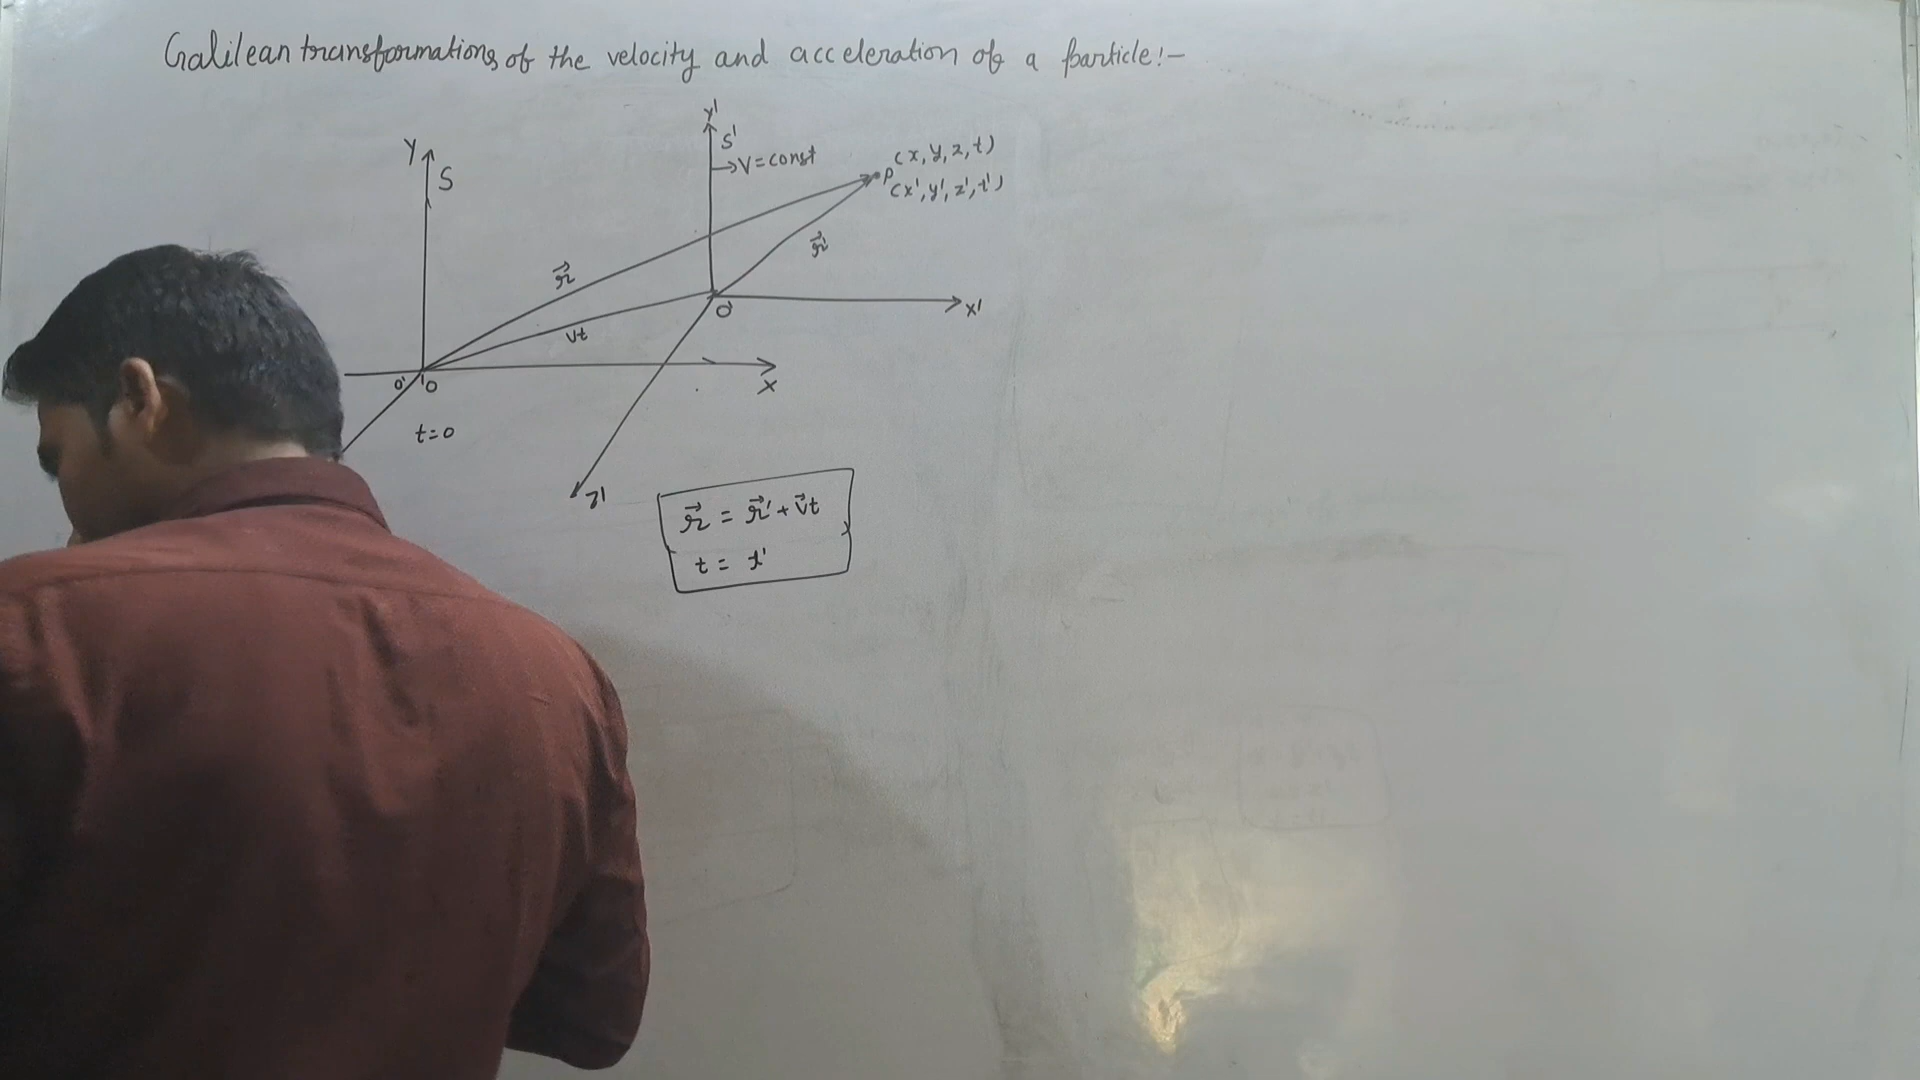 Galilean transformations of the velocity and acceleration of a particle:-
Y
S
Y'
S'
→V=const
P
(x, y, z, t)
(x', y', z', t')
r⃗
r⃗'
vt
O'
X'
O' O
X
t=0
z'
r⃗ = r⃗' + v⃗t
t = t'